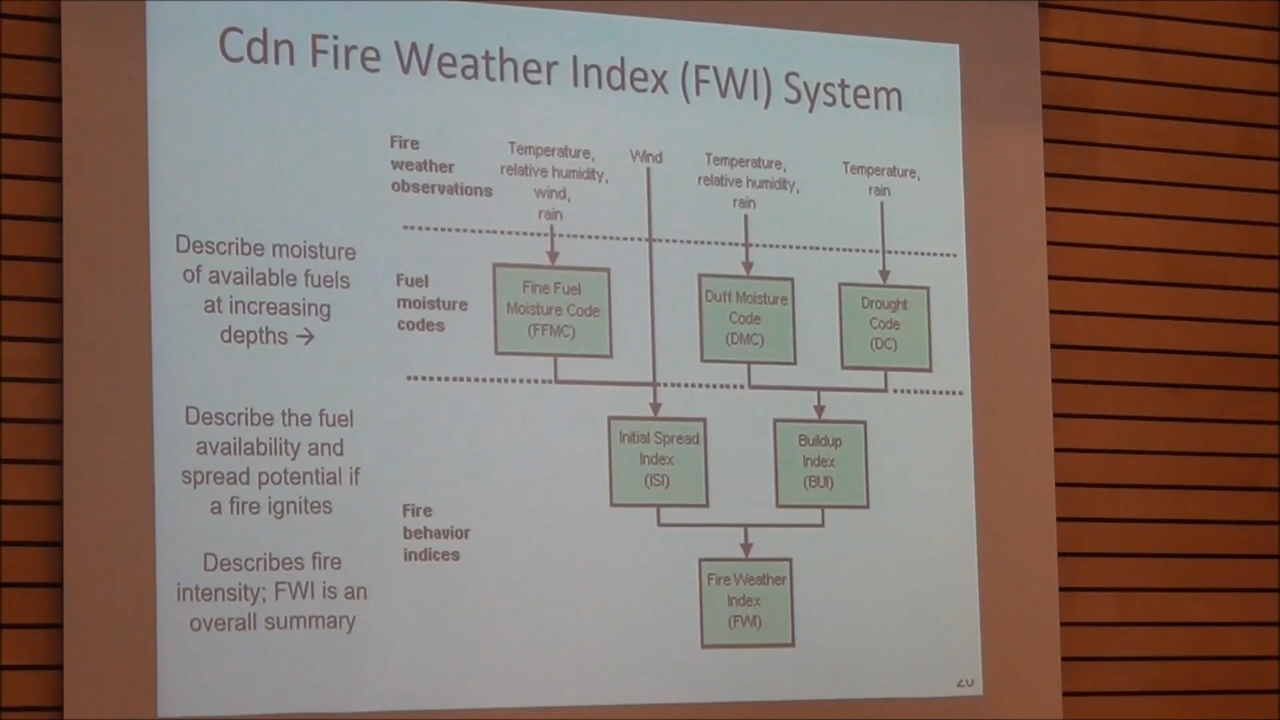 Cdn Fire Weather Index (FWI) System
Fire
weather
observations
Temperature,
relative humidity,
wind,
rain
Wind
Temperature,
relative humidity,
rain
Temperature,
rain
Describe moisture
of available fuels
at increasing
depths →
Fuel
moisture
codes
Fine Fuel
Moisture Code
(FFMC)
Duff Moisture
Code
(DMC)
Drought
Code
(DC)
Describe the fuel
availability and
spread potential if
a fire ignites
Initial Spread
Index
(ISI)
Buildup
Index
(BUI)
Fire
behavior
indices
Describes fire
intensity; FWI is an
overall summary
Fire Weather
Index
(FWI)
20